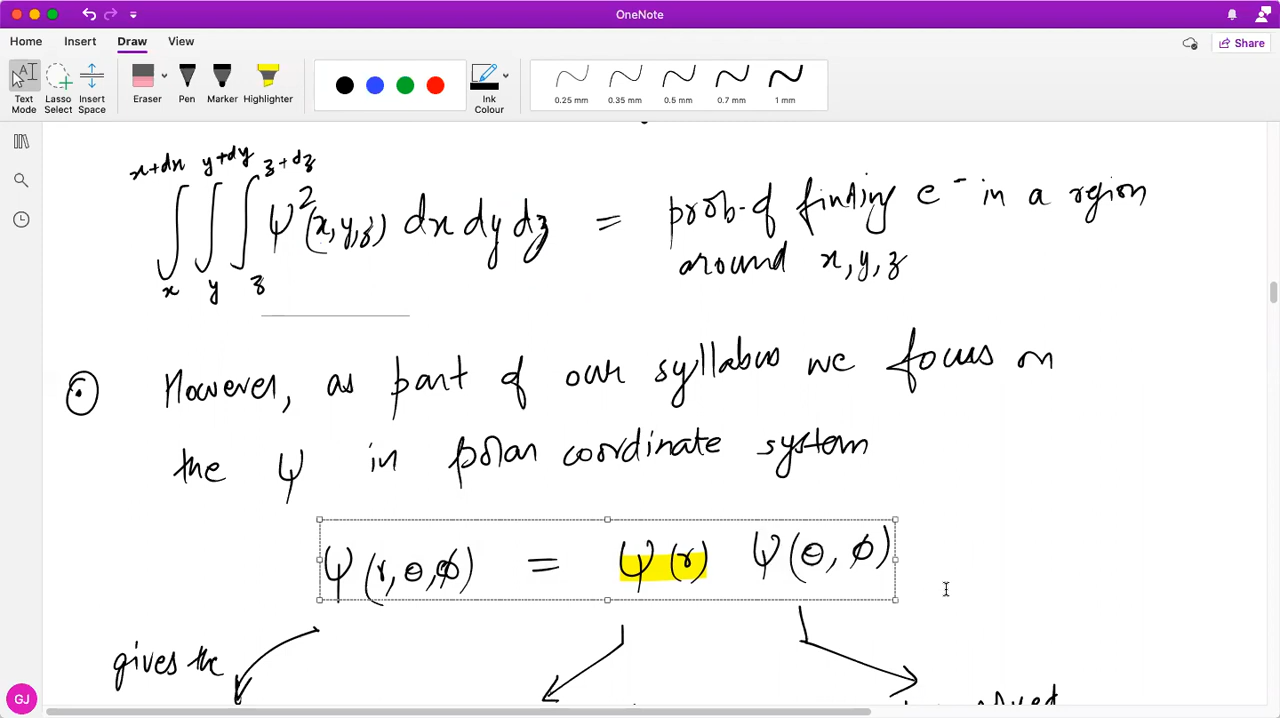 OneNote
Home Insert Draw View Share
Text Mode Lasso Select Insert Space Eraser Pen Marker Highlighter Ink Colour 0.25 mm 0.35 mm 0.5 mm 0.7 mm 1 mm
x+dx y+dy z+dz
∫∫∫ ψ²(x,y,z) dx dy dz = prob. of finding e⁻ in a region
x y z
around x,y,z
However, as part of our syllabus we focus on
the ψ in polar coordinate system
ψ(r,θ,φ) = ψ(r) ψ(θ,φ)
gives the
GJ